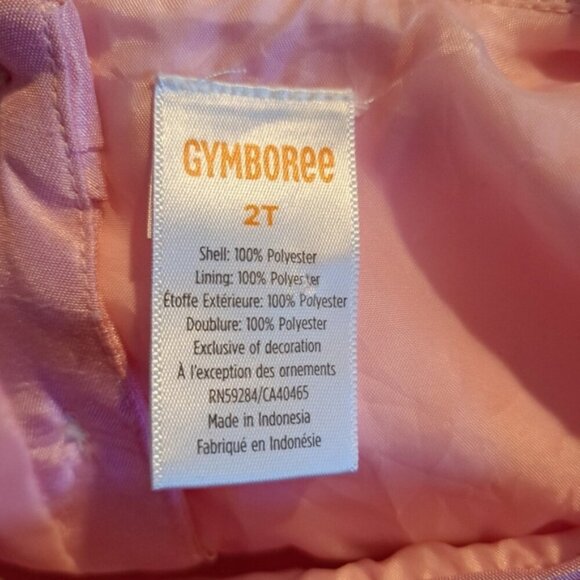 GYMBORee
2T
Shell: 100% Polyester
Lining: 100% Polyester
Étoffe Extérieure: 100% Polyester
Doublure: 100% Polyester
Exclusive of decoration
À l'exception des ornements
RN59284/CA40465
Made in Indonesia
Fabriqué en Indonésie